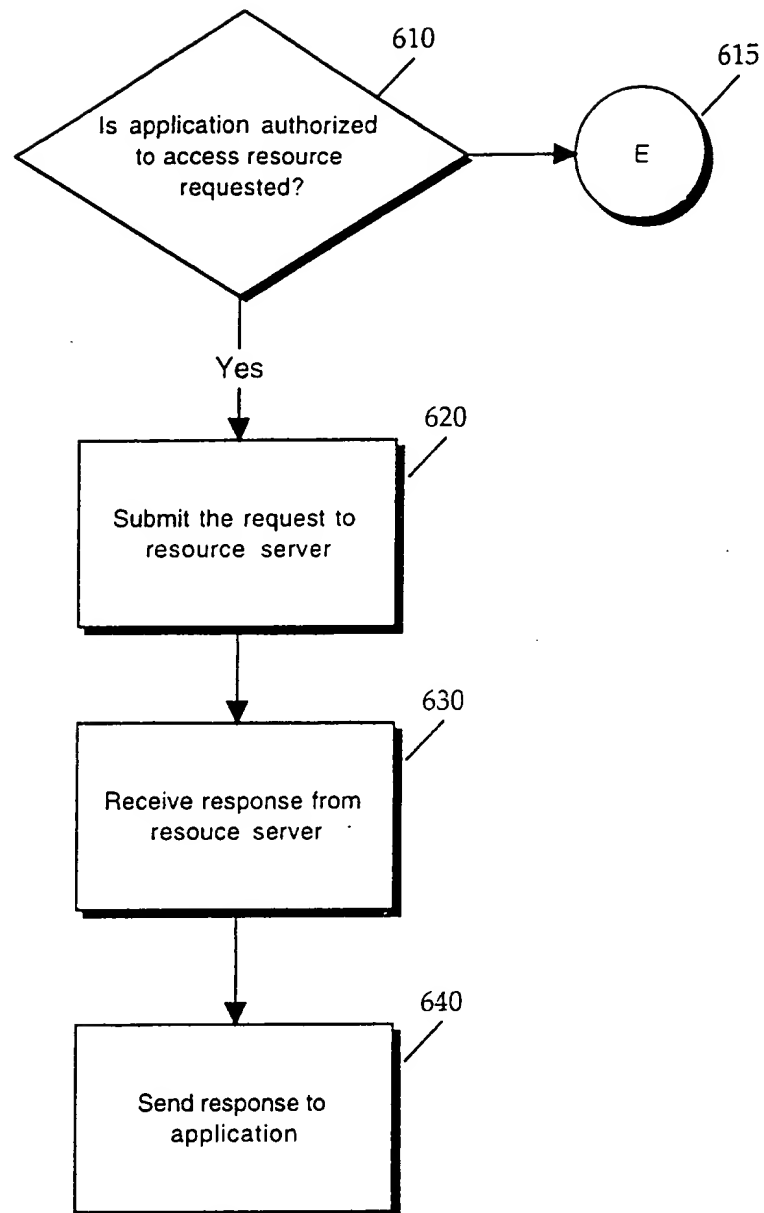 610
615
Is application authorized
to access resource
requested?
E
Yes
620
Submit the request to
resource server
630
Receive response from
resouce server
640
Send response to
application